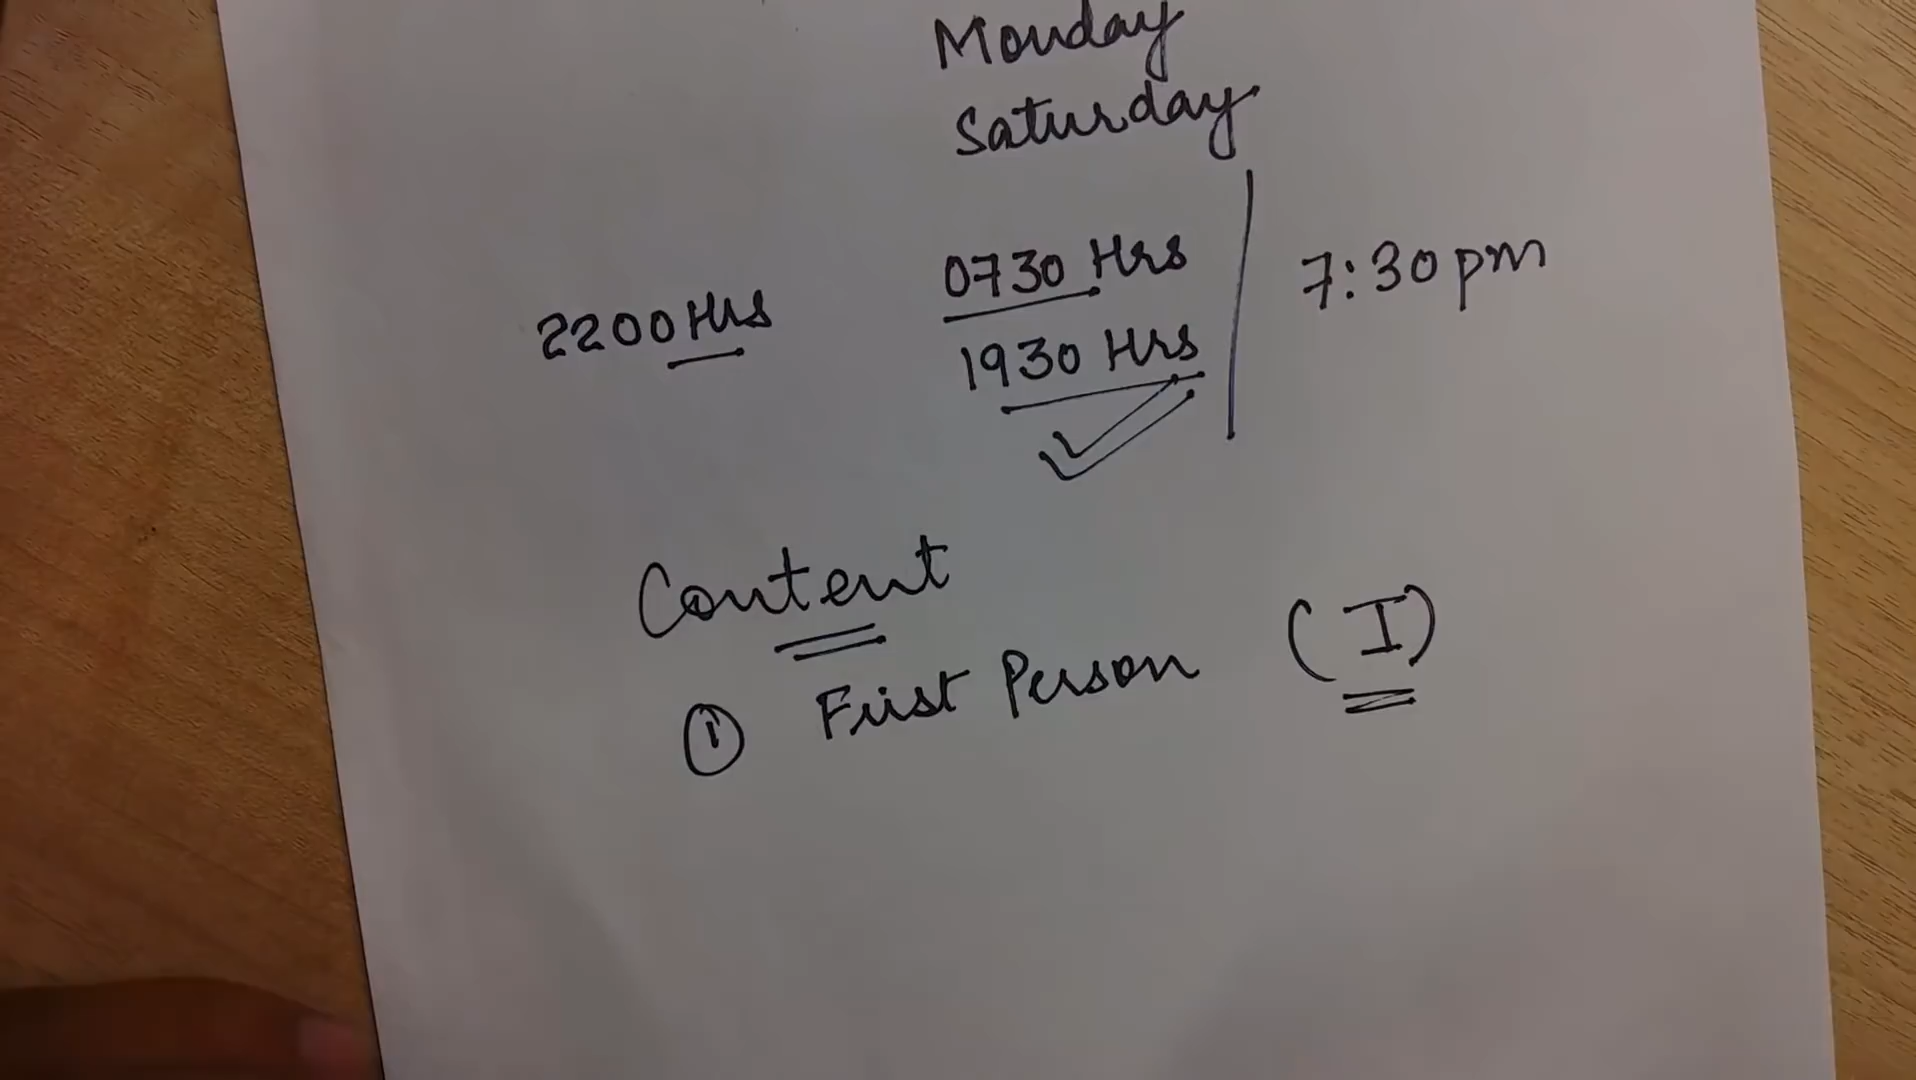 Monday
Saturday
2200 Hrs 0730 Hrs 7:30 pm
1930 Hrs
Content
① First Person (I)